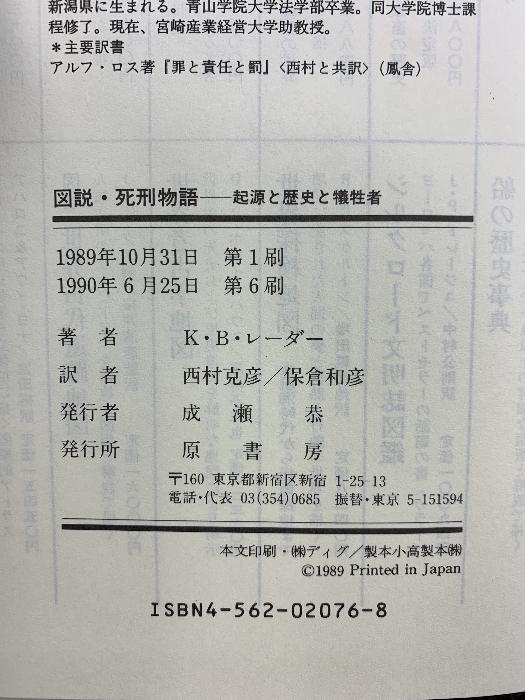 新潟県に生まれる。青山学院大学法学部卒業。同大学院博士課
程修了。現在、宮崎産業経営大学助教授。
＊主要訳書
アルフ・ロス著『罪と責任と罰』〈西村と共訳〉(鳳舎)
図説・死刑物語——起源と歴史と犠牲者
1989年10月31日 第1刷
1990年6月25日 第6刷
著者 K・B・レーダー
訳者 西村克彦／保倉和彦
発行者 成瀬恭
発行所 原書房
〒160 東京都新宿区新宿 1-25-13
電話・代表 03(354)0685 振替・東京 5-151594
本文印刷・㈱ディグ／製本小高製本㈱
©1989 Printed in Japan
ISBN4-562-02076-8